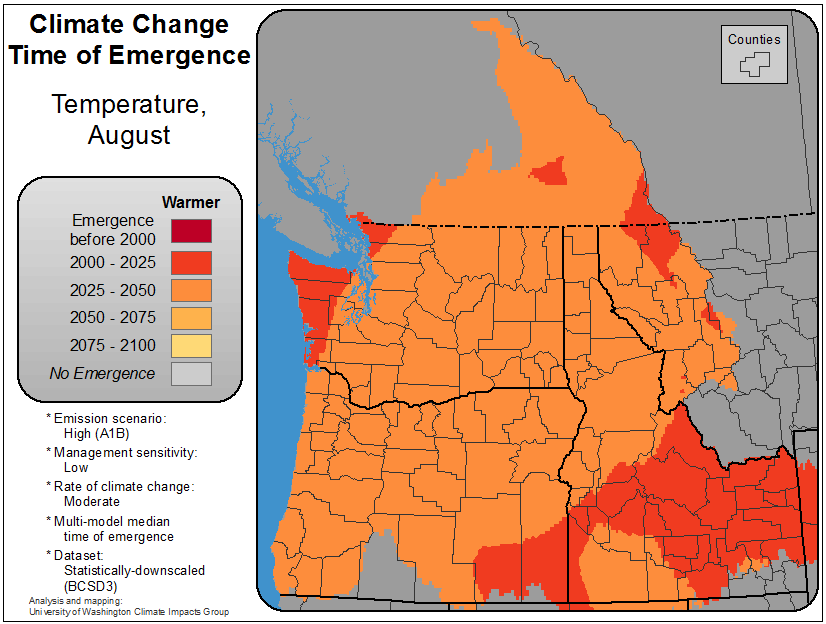 Climate Change
Time of Emergence
Temperature,
August
Warmer
Emergence
before 2000
2000 - 2025
2025 - 2050
2050 - 2075
2075 - 2100
No Emergence
* Emission scenario:
High (A1B)
* Management sensitivity:
Low
* Rate of climate change:
Moderate
* Multi-model median
time of emergence
* Dataset:
Statistically-downscaled
(BCSD3)
Analysis and mapping:
University of Washington Climate Impacts Group
Counties